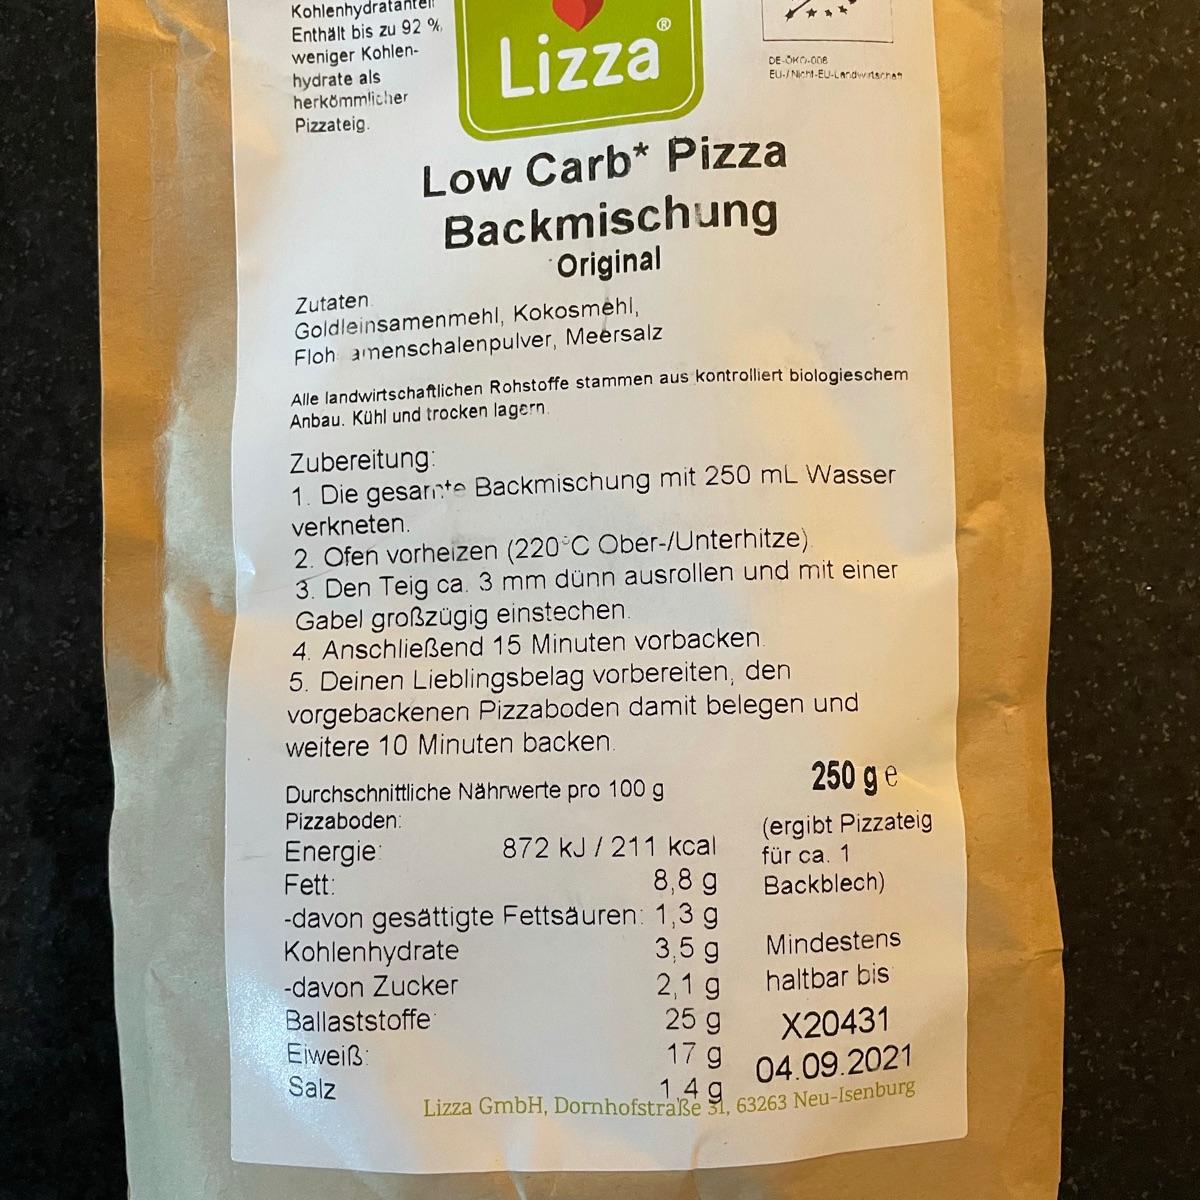 Kohlenhydratanteil
Enthält bis zu 92 %
weniger Kohlen-
hydrate als
herkömmlicher
Pizzateig.
Lizza®
DE-ÖKO-006
EU-/Nicht-EU-Landwirtschaft
Low Carb* Pizza
Backmischung
Original
Zutaten
Goldleinsamenmehl, Kokosmehl,
Floh amenschalenpulver, Meersalz
Alle landwirtschaftlichen Rohstoffe stammen aus kontrolliert biologieschem
Anbau. Kühl und trocken lagern.
Zubereitung:
1. Die gesamte Backmischung mit 250 mL Wasser
verkneten.
2. Ofen vorheizen (220°C Ober-/Unterhitze)
3. Den Teig ca. 3 mm dünn ausrollen und mit einer
Gabel großzügig einstechen.
4. Anschließend 15 Minuten vorbacken.
5. Deinen Lieblingsbelag vorbereiten, den
vorgebackenen Pizzaboden damit belegen und
weitere 10 Minuten backen.
250 g e
(ergibt Pizzateig
für ca. 1
Backblech)
Durchschnittliche Nährwerte pro 100 g
Pizzaboden:
Energie: 872 kJ / 211 kcal
Fett: 8,8 g
-davon gesättigte Fettsäuren: 1,3 g
Kohlenhydrate 3,5 g
-davon Zucker 2,1 g
Ballaststoffe 25 g
Eiweiß: 17 g
Salz 1,4 g
Mindestens
haltbar bis
X20431
04.09.2021
Lizza GmbH, Dornhofstraße 31, 63263 Neu-Isenburg